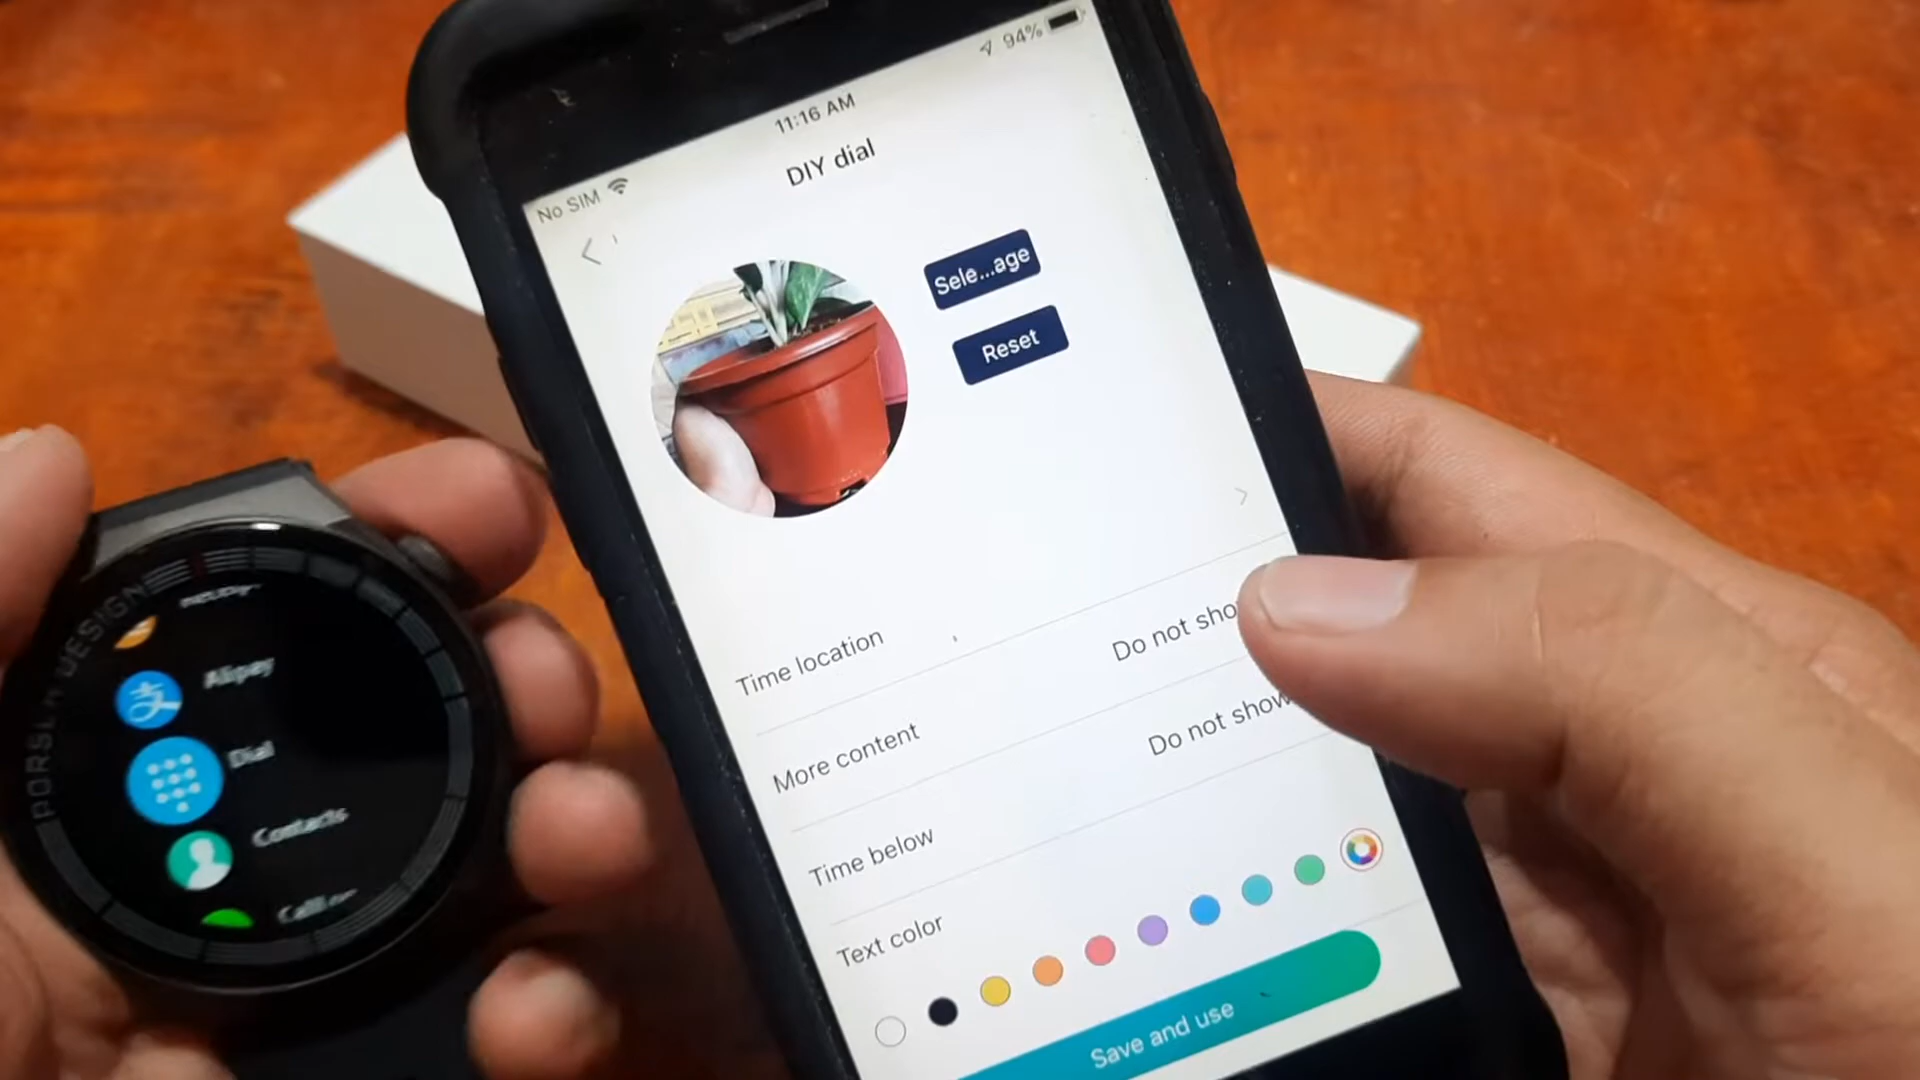 94%
11:16 AM
No SIM
DIY dial
Sele...age
Reset
Time location
More content
Do not sho
Time below
Do not show
Text color
Save and use
PORSCHE DESIGN
Alipay
Dial
Contacts